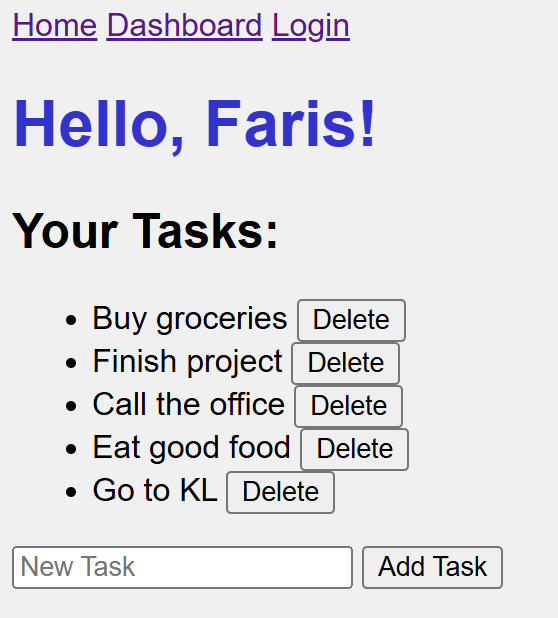 Home Dashboard Login
Hello, Faris!
Your Tasks:
Buy groceries Delete
Finish project Delete
Call the office Delete
Eat good food Delete
Go to KL Delete
New Task Add Task